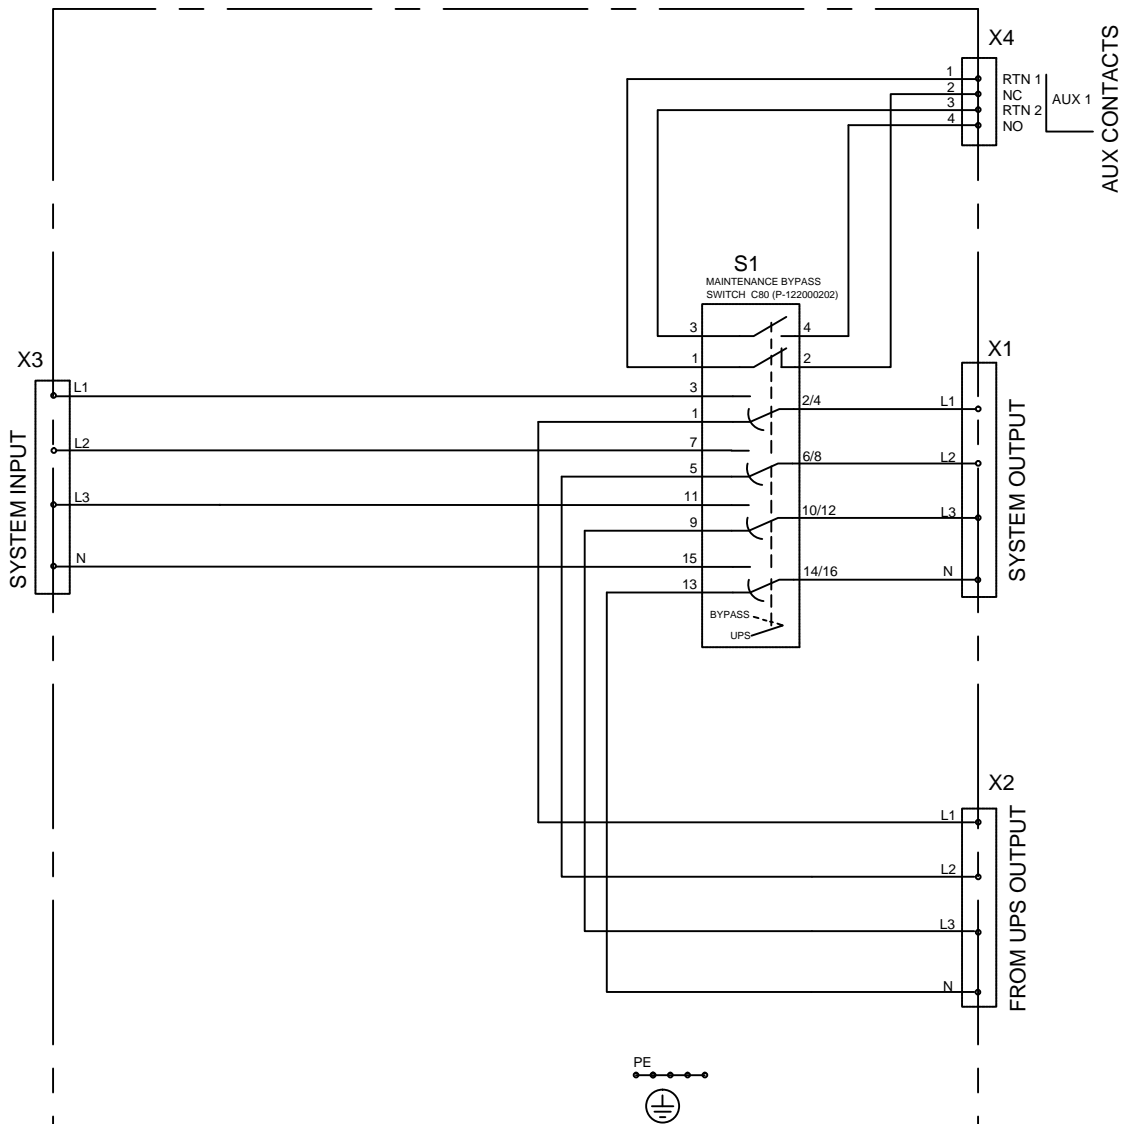 X4
1
RTN 1
2
NC
3
RTN 2
4
NO
AUX 1
AUX CONTACTS
S1
MAINTENANCE BYPASS
SWITCH C80 (P-122000202)
3
4
1
2
X3
L1
L2
L3
N
SYSTEM INPUT
3
1
2/4
7
5
6/8
11
9
10/12
15
13
14/16
BYPASS
UPS
X1
L1
L2
L3
N
SYSTEM OUTPUT
X2
L1
L2
L3
N
FROM UPS OUTPUT
PE